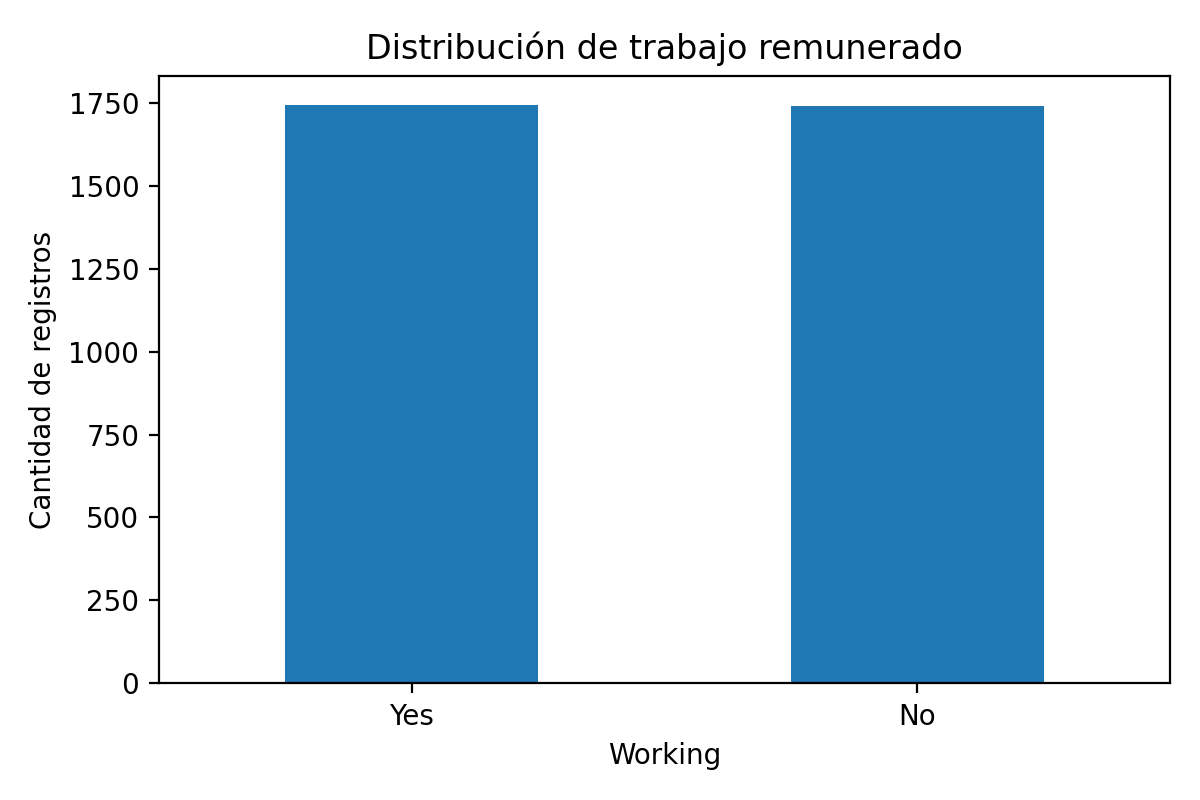 Distribución de trabajo remunerado
Cantidad de registros
1750
1500
1250
1000
750
500
250
0
Yes
No
Working